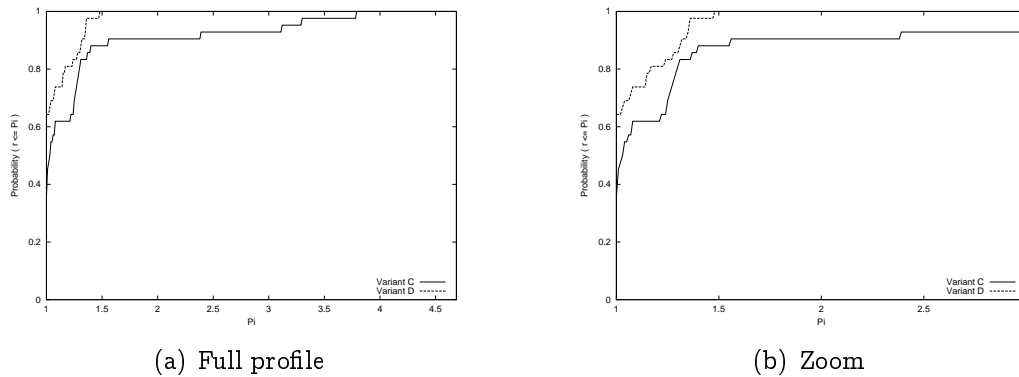 1
0.8
0.6
0.4
0.2
0
Probability ( r <= Pi )
1
1.5
2
2.5
3
3.5
4
4.5
Pi
Variant C
Variant D
(a) Full profile
1
0.8
0.6
0.4
0.2
0
Probability ( r <= Pi )
1
1.5
2
2.5
Pi
Variant C
Variant D
(b) Zoom